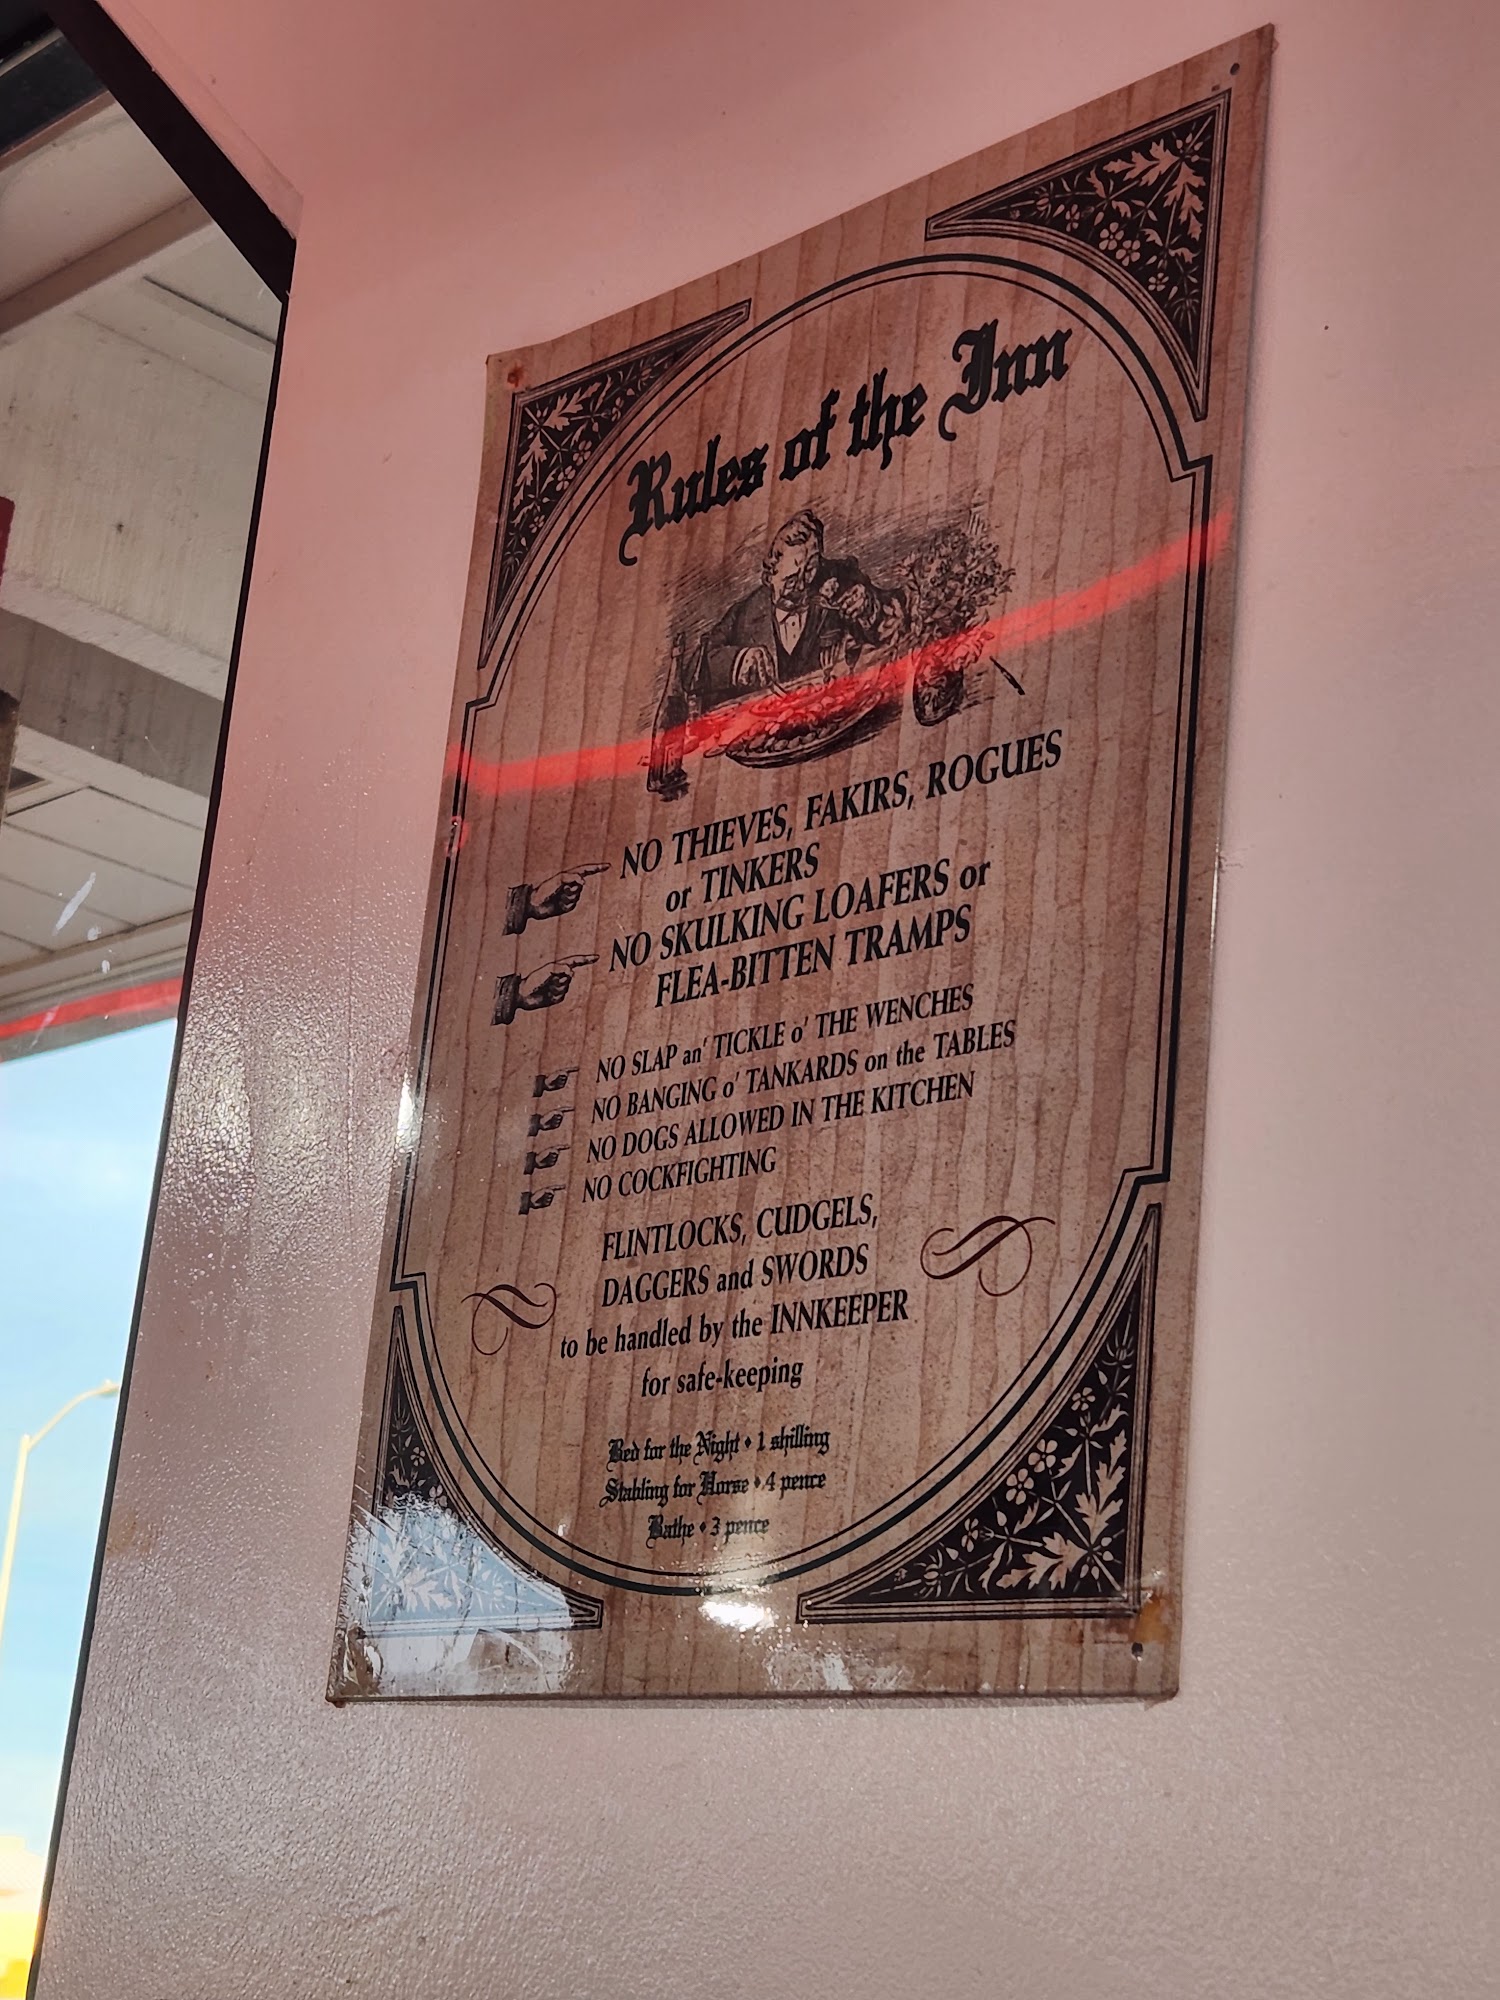 Rules of the Inn
NO THIEVES, FAKIRS, ROGUES
or TINKERS
NO SKULKING LOAFERS or
FLEA-BITTEN TRAMPS
NO SLAP an' TICKLE o' THE WENCHES
NO BANGING o' TANKARDS on the TABLES
NO DOGS ALLOWED IN THE KITCHEN
NO COCKFIGHTING
FLINTLOCKS, CUDGELS,
DAGGERS and SWORDS
to be handled by the INNKEEPER
for safe-keeping
Bed for the Night • 1 shilling
Stabling for Horse • 4 pence
Bathe • 3 pence